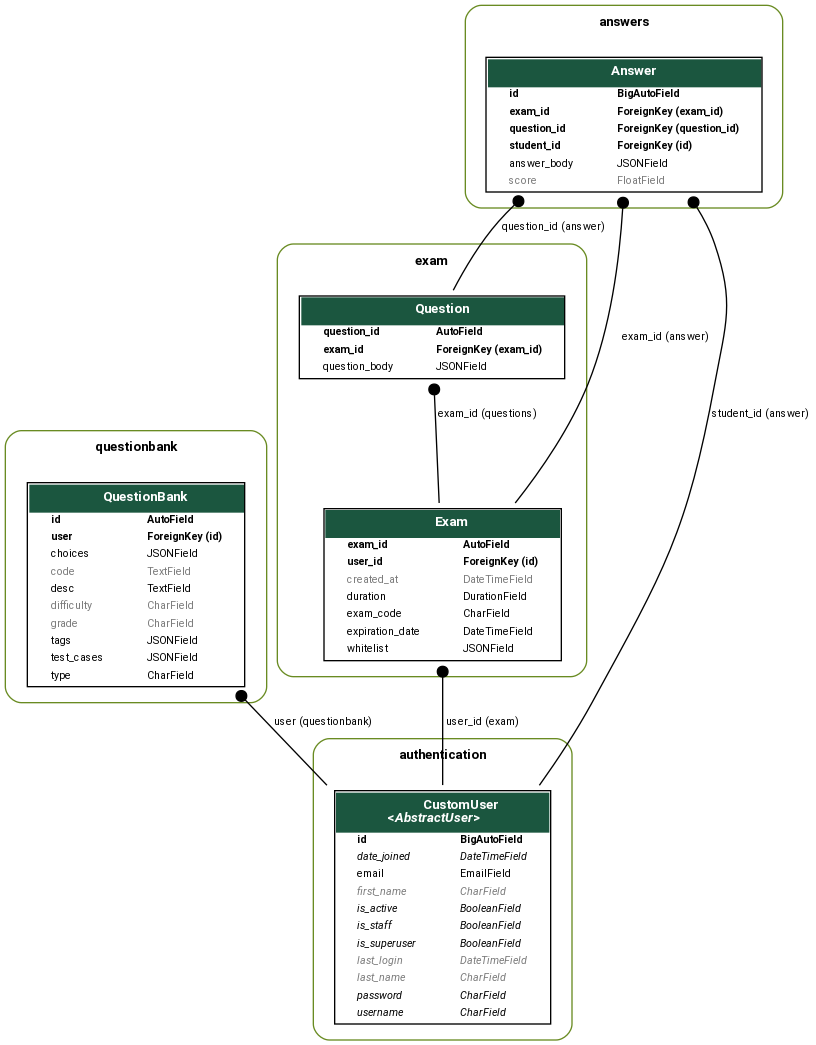 answers
Answer
id BigAutoField
exam_id ForeignKey (exam_id)
question_id ForeignKey (question_id)
student_id ForeignKey (id)
answer_body JSONField
score FloatField
question_id (answer)
exam_id (answer)
student_id (answer)
exam
Question
question_id AutoField
exam_id ForeignKey (exam_id)
question_body JSONField
exam_id (questions)
Exam
exam_id AutoField
user_id ForeignKey (id)
created_at DateTimeField
duration DurationField
exam_code CharField
expiration_date DateTimeField
whitelist JSONField
questionbank
QuestionBank
id AutoField
user ForeignKey (id)
choices JSONField
code TextField
desc TextField
difficulty CharField
grade CharField
tags JSONField
test_cases JSONField
type CharField
user (questionbank)
user_id (exam)
authentication
CustomUser
<AbstractUser>
id BigAutoField
date_joined DateTimeField
email EmailField
first_name CharField
is_active BooleanField
is_staff BooleanField
is_superuser BooleanField
last_login DateTimeField
last_name CharField
password CharField
username CharField